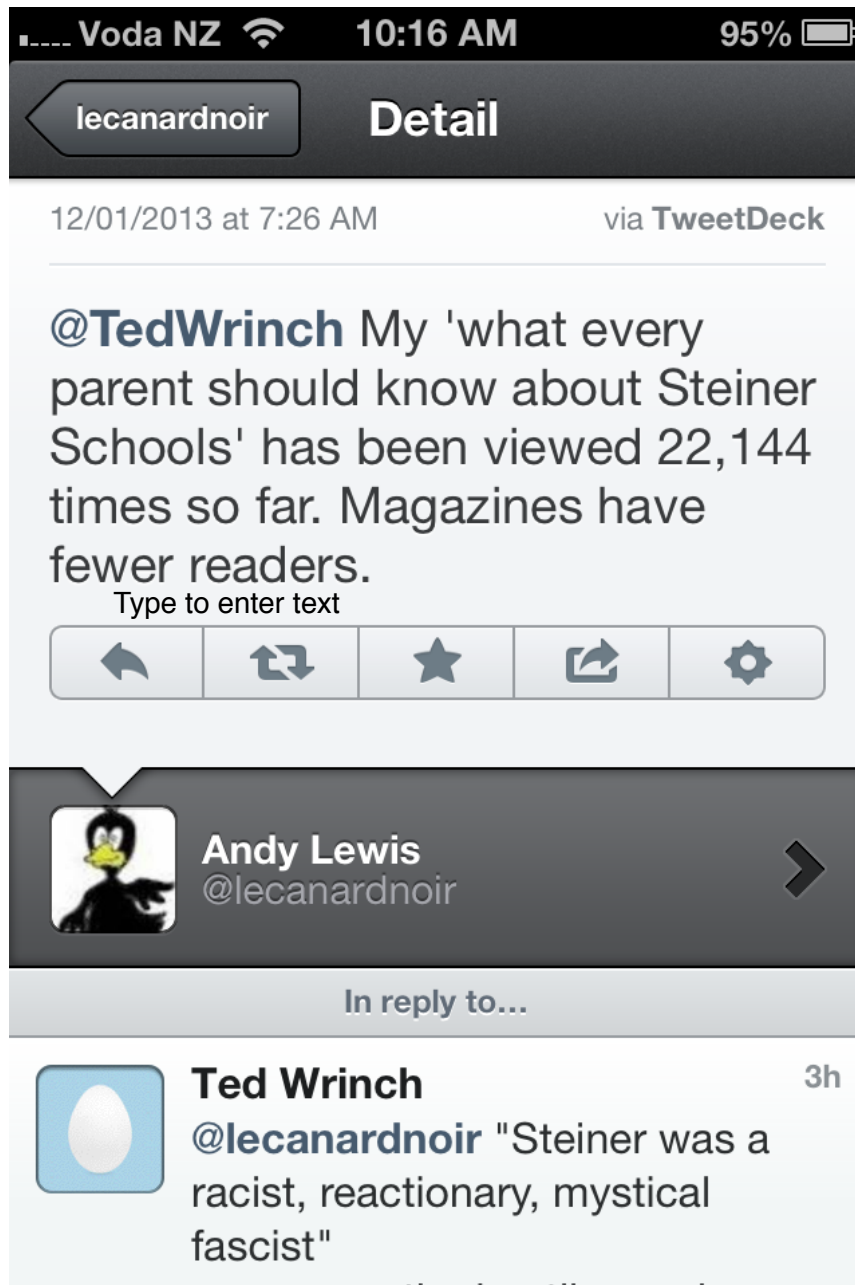 Voda NZ 10:16 AM 95%
lecanardnoir Detail
12/01/2013 at 7:26 AM via TweetDeck
@TedWrinch My 'what every
parent should know about Steiner
Schools' has been viewed 22,144
times so far. Magazines have
fewer readers.
Type to enter text
Andy Lewis
@lecanardnoir
In reply to...
Ted Wrinch 3h
@lecanardnoir "Steiner was a
racist, reactionary, mystical
fascist"